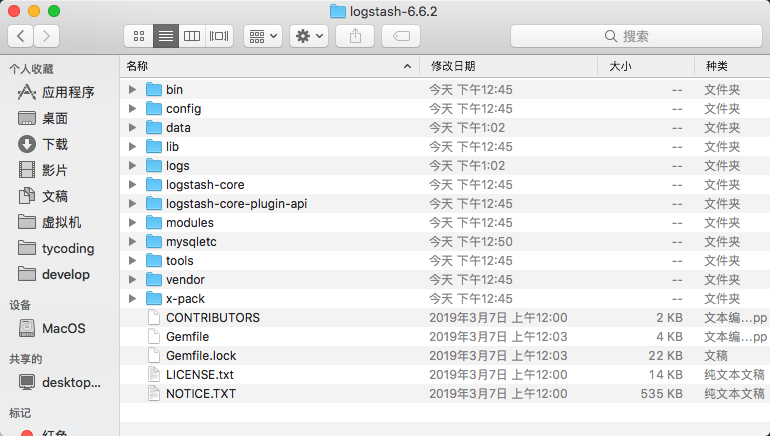 logstash-6.6.2
搜索
个人收藏
应用程序
桌面
下载
影片
文稿
虚拟机
tycoding
develop
设备
MacOS
共享的
desktop...
标记
红色
名称 修改日期 大小 种类
bin 今天 下午12:45 -- 文件夹
config 今天 下午12:45 -- 文件夹
data 今天 下午1:02 -- 文件夹
lib 今天 下午12:45 -- 文件夹
logs 今天 下午1:02 -- 文件夹
logstash-core 今天 下午12:45 -- 文件夹
logstash-core-plugin-api 今天 下午12:45 -- 文件夹
modules 今天 下午12:45 -- 文件夹
mysqletc 今天 下午12:50 -- 文件夹
tools 今天 下午12:45 -- 文件夹
vendor 今天 下午12:45 -- 文件夹
x-pack 今天 下午12:45 -- 文件夹
CONTRIBUTORS 2019年3月7日 上午12:00 2 KB 文本编...pp
Gemfile 2019年3月7日 上午12:03 4 KB 文本编...pp
Gemfile.lock 2019年3月7日 上午12:03 22 KB 文稿
LICENSE.txt 2019年3月7日 上午12:00 14 KB 纯文本文稿
NOTICE.TXT 2019年3月7日 上午12:00 535 KB 纯文本文稿